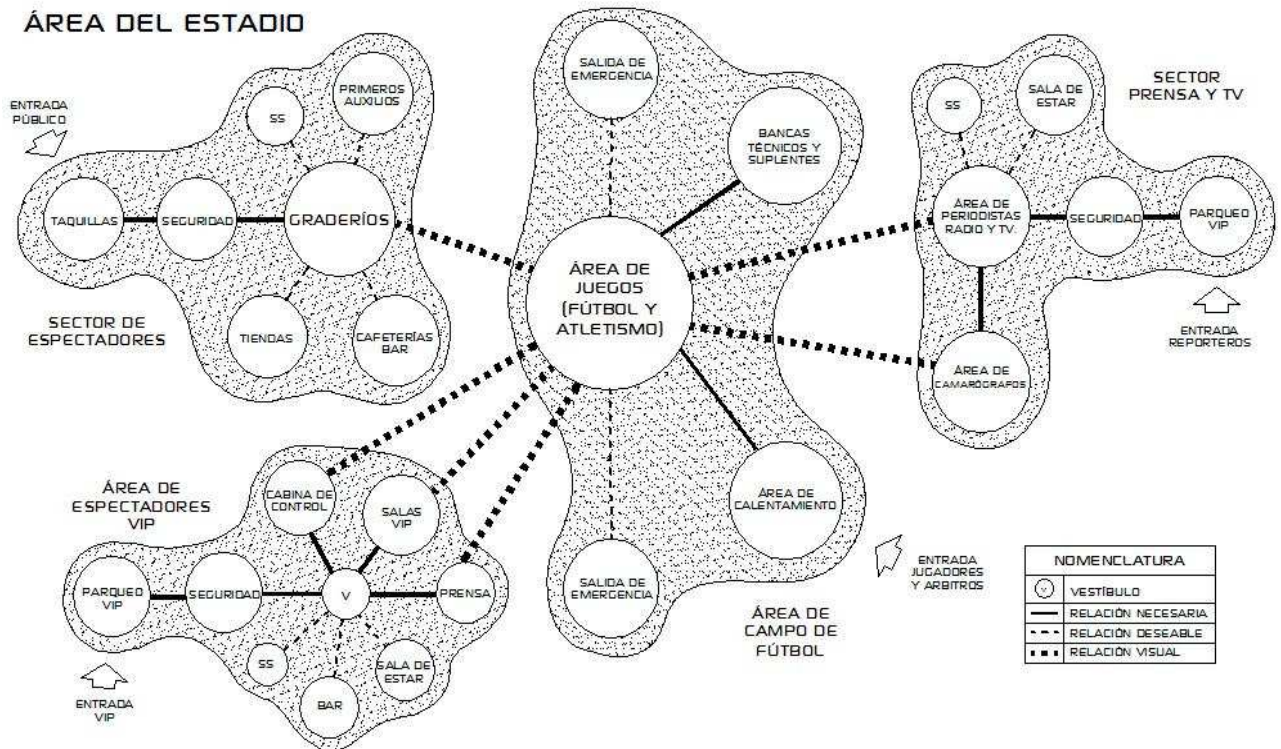 ÁREA DEL ESTADIO
ENTRADA
PÚBLICO
SS
PRIMEROS
AUXILIOS
TAQUILLAS
SEGURIDAD
GRADERÍOS
TIENDAS
CAFETERÍAS
BAR
SECTOR DE
ESPECTADORES
SALIDA DE
EMERGENCIA
BANCAS
TÉCNICOS Y
SUPLENTES
ÁREA DE
JUEGOS
(FÚTBOL Y
ATLETISMO)
ÁREA DE
CALENTAMIENTO
SALIDA DE
EMERGENCIA
ÁREA DE
CAMPO DE
FÚTBOL
ENTRADA
JUGADORES
Y ARBITROS
SECTOR
PRENSA Y TV
SS
SALA DE
ESTAR
ÁREA DE
PERIODISTAS
RADIO Y TV.
SEGURIDAD
PARQUEO
VIP
ENTRADA
REPORTEROS
ÁREA DE
CAMARÓGRAFOS
ÁREA DE
ESPECTADORES
VIP
CABINA DE
CONTROL
SALAS
VIP
PARQUEO
VIP
SEGURIDAD
V
PRENSA
SS
BAR
SALA DE
ESTAR
ENTRADA
VIP
NOMENCLATURA
V VESTÍBULO
RELACIÓN NECESARIA
RELACIÓN DESEABLE
RELACIÓN VISUAL